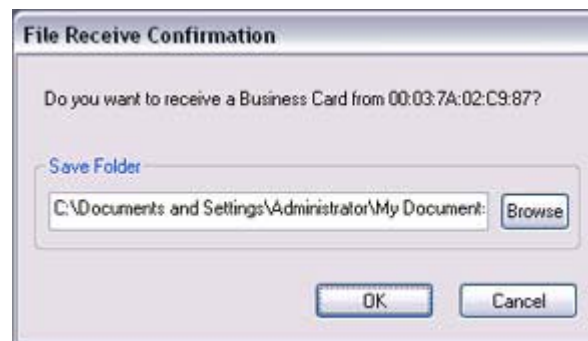 File Receive Confirmation
Do you want to receive a Business Card from 00:03:7A:02:C9:87?
Save Folder
C:\Documents and Settings\Administrator\My Document:
Browse
OK
Cancel